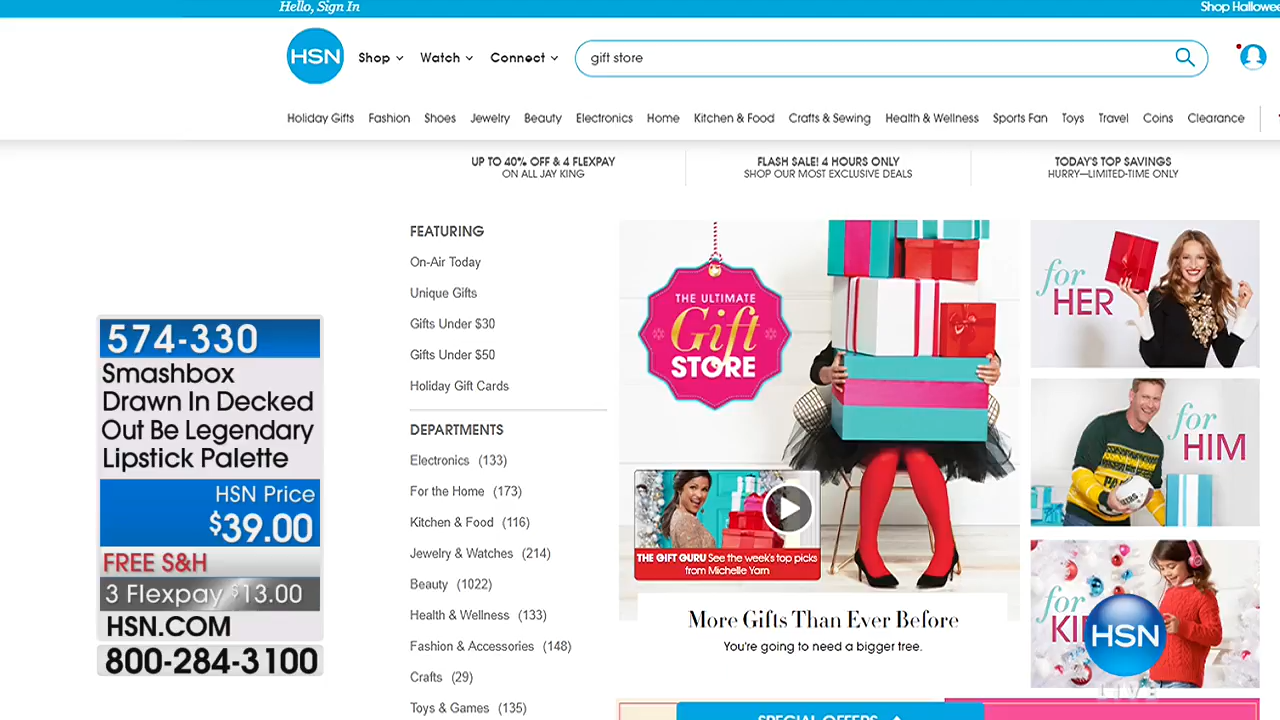 Hello, Sign In
Shop Hallowee
HSN
Shop
Watch
Connect
gift store
Holiday Gifts
Fashion
Shoes
Jewelry
Beauty
Electronics
Home
Kitchen & Food
Crafts & Sewing
Health & Wellness
Sports Fan
Toys
Travel
Coins
Clearance
UP TO 40% OFF & 4 FLEXPAY
ON ALL JAY KING
FLASH SALE! 4 HOURS ONLY
SHOP OUR MOST EXCLUSIVE DEALS
TODAY'S TOP SAVINGS
HURRY—LIMITED-TIME ONLY
574-330
Smashbox
Drawn In Decked
Out Be Legendary
Lipstick Palette
HSN Price
$39.00
FREE S&H
3 Flexpay $13.00
HSN.COM
800-284-3100
FEATURING
On-Air Today
Unique Gifts
Gifts Under $30
Gifts Under $50
Holiday Gift Cards
DEPARTMENTS
Electronics (133)
For the Home (173)
Kitchen & Food (116)
Jewelry & Watches (214)
Beauty (1022)
Health & Wellness (133)
Fashion & Accessories (148)
Crafts (29)
Toys & Games (135)
THE ULTIMATE
Gift
STORE
THE GIFT GURU See the week's top picks
from Michelle Yarn
More Gifts Than Ever Before
You're going to need a bigger tree.
for
HER
for
HIM
for
KI
HSN
LIVE
SPECIAL OFFERS